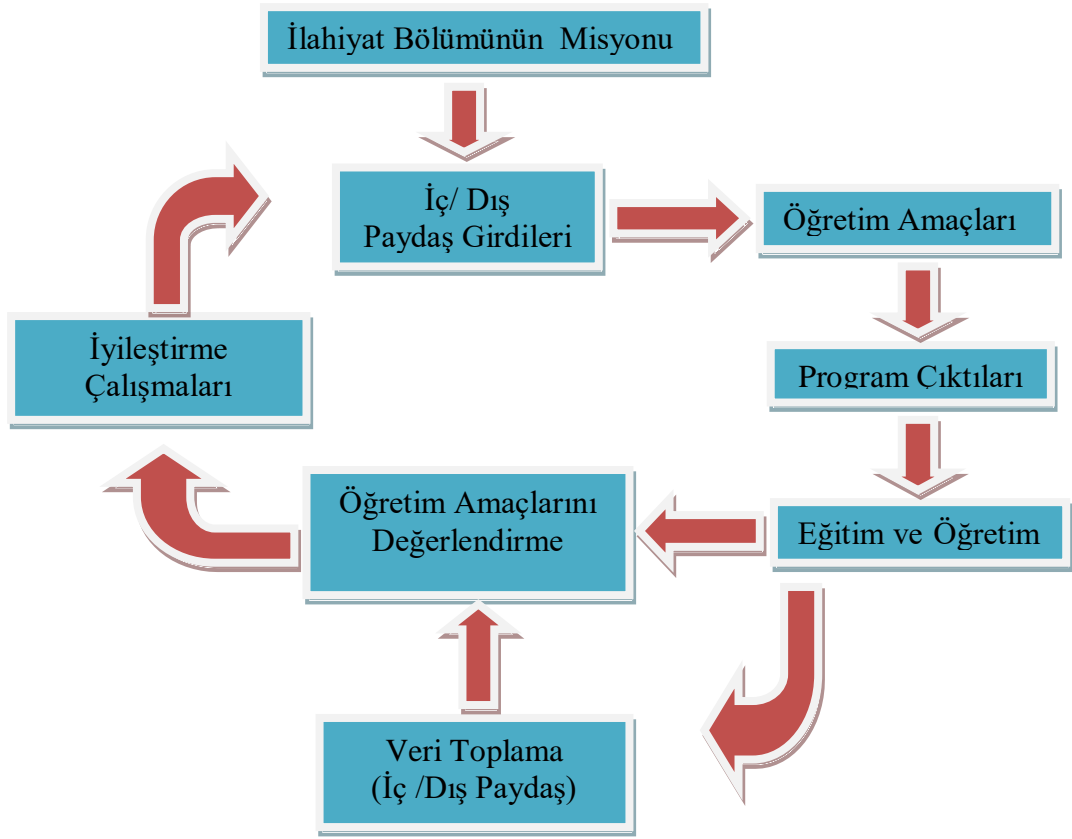 İlahiyat Bölümünün Misyonu
İç/ Dış
Paydaş Girdileri
Öğretim Amaçları
Program Çıktıları
Eğitim ve Öğretim
Öğretim Amaçlarını
Değerlendirme
Veri Toplama
(İç /Dış Paydaş)
İyileştirme
Çalışmaları